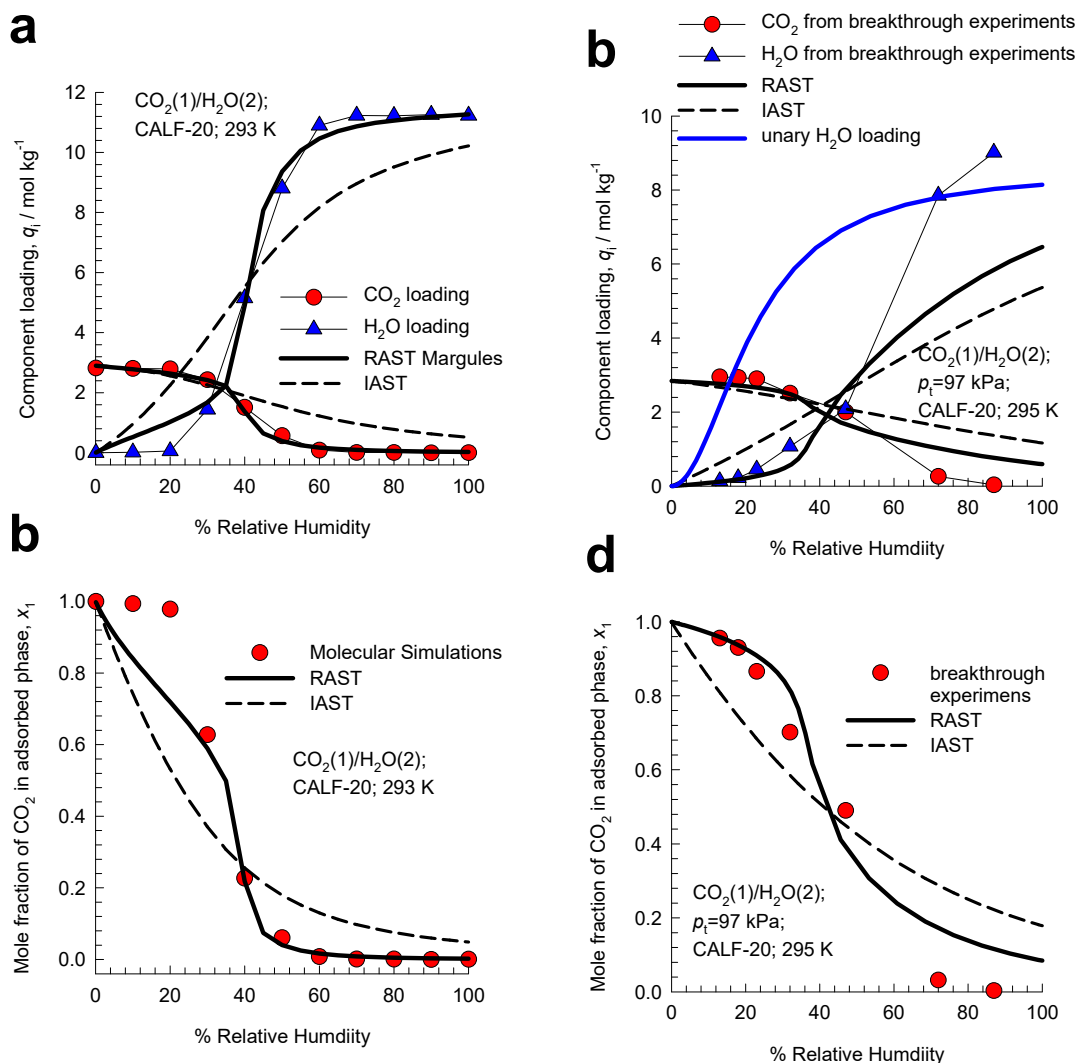 a
CO2(1)/H2O(2);
CALF-20; 293 K
12
10
8
6
4
2
0
Component loading, qi / mol kg-1
CO2 loading
H2O loading
RAST Margules
IAST
0 20 40 60 80 100
% Relative Humidity
b
CO2 from breakthrough experiments
H2O from breakthrough experiments
RAST
IAST
unary H2O loading
10
8
6
4
2
0
Component loading, qi / mol kg-1
CO2(1)/H2O(2);
pt=97 kPa;
CALF-20; 295 K
0 20 40 60 80 100
% Relative Humdiity
b
1.0
0.8
0.6
0.4
0.2
0.0
Mole fraction of CO2 in adsorbed phase, x1
Molecular Simulations
RAST
IAST
CO2(1)/H2O(2);
CALF-20; 293 K
0 20 40 60 80 100
% Relative Humdiity
d
1.0
0.8
0.6
0.4
0.2
0.0
Mole fraction of CO2 in adsorbed phase, x1
breakthrough
experimens
RAST
IAST
CO2(1)/H2O(2);
pt=97 kPa;
CALF-20; 295 K
0 20 40 60 80 100
% Relative Humdiity